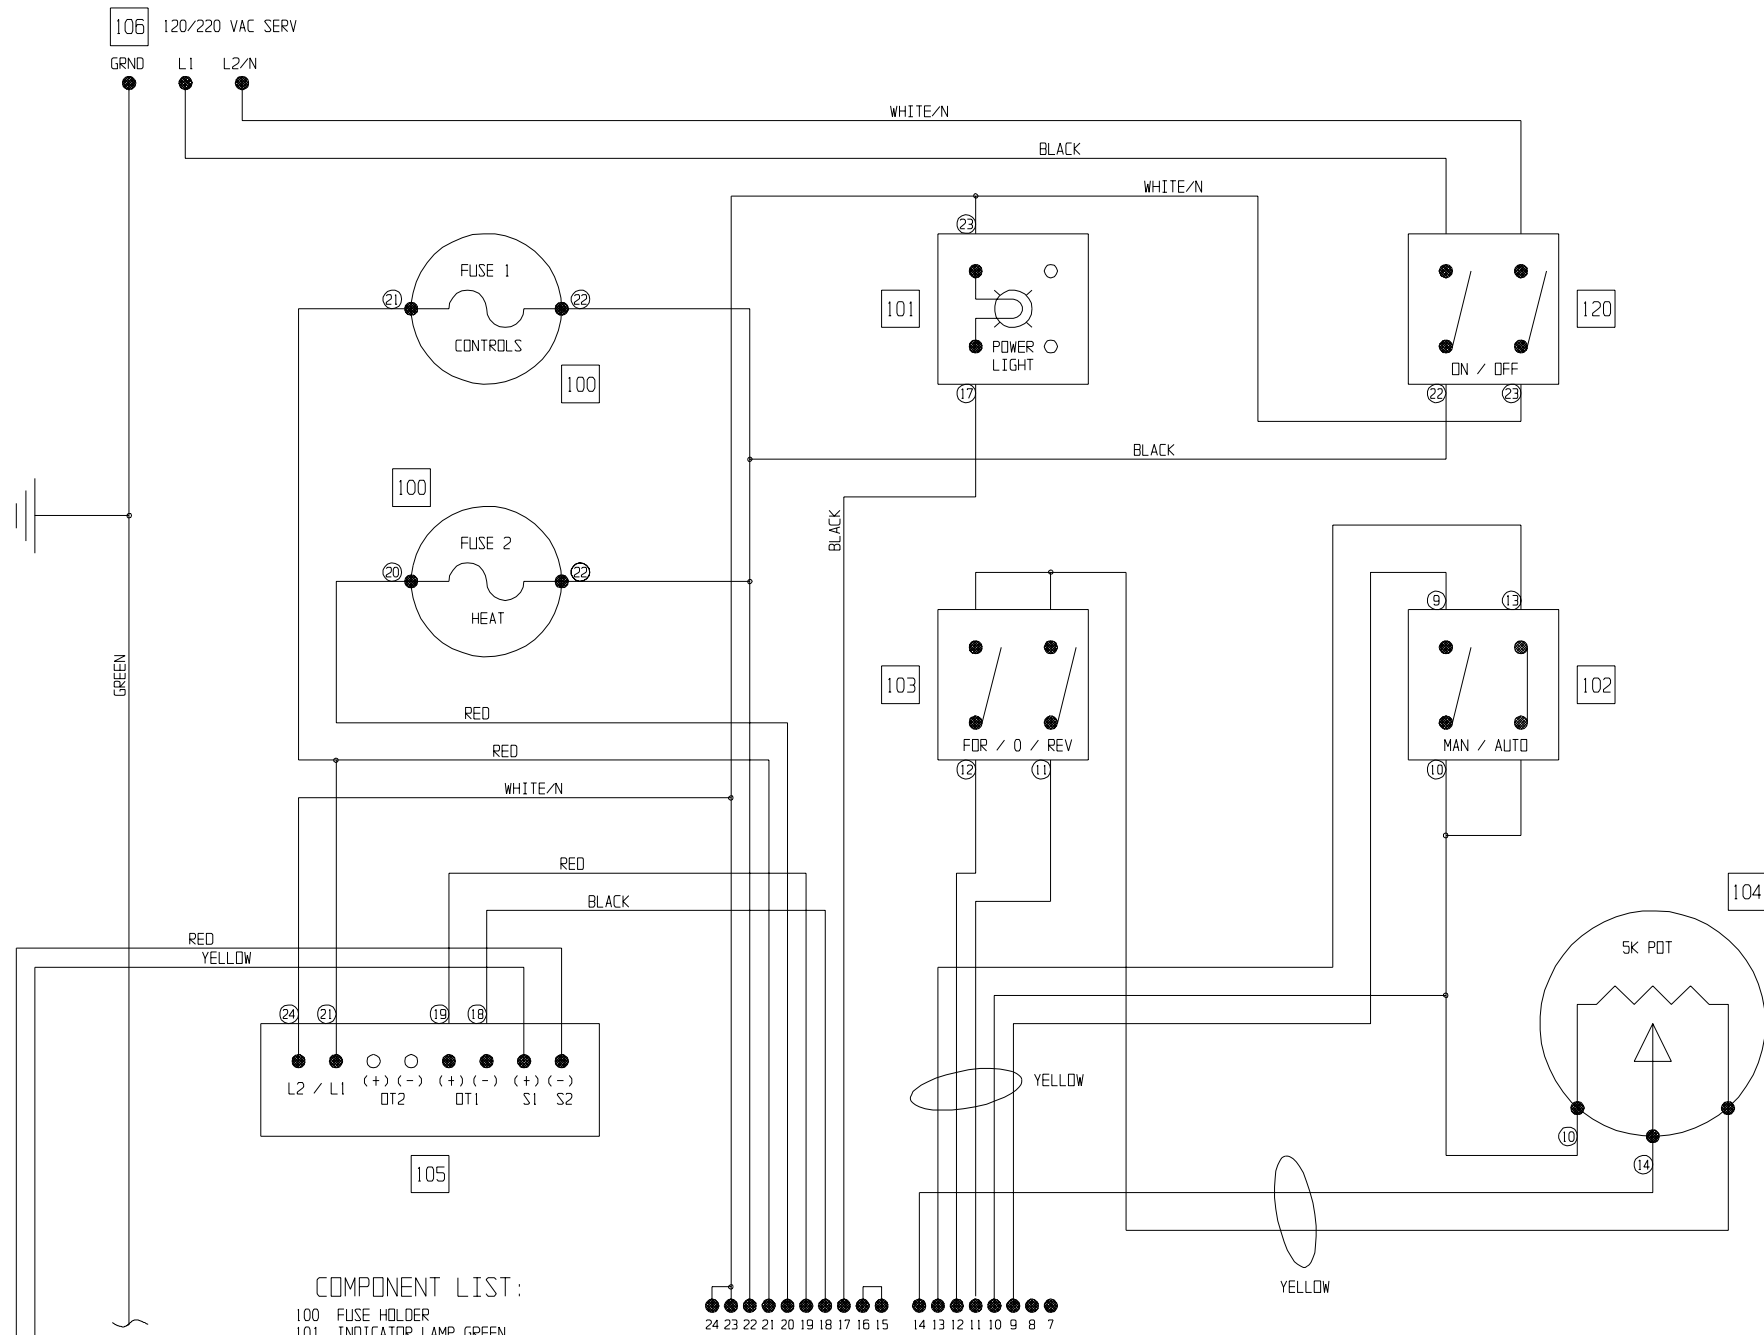 106 120/220 VAC SERV
GRND L1 L2/N
WHITE/N
BLACK
WHITE/N
23
FUSE 1
21 22
CONTROLS
100
101
POWER
LIGHT
17
120
ON / OFF
22 23
BLACK
100
FUSE 2
20 22
HEAT
BLACK
GREEN
9 13
103
FOR / O / REV
12 11
102
MAN / AUTO
10
RED
RED
WHITE/N
RED
BLACK
RED
YELLOW
104
5K POT
24 21 19 18
L2 / L1
(+) (-) (+) (-) (+) (-)
OT2 OT1 S1 S2
105
YELLOW
10
14
YELLOW
COMPONENT LIST:
100 FUSE HOLDER
101 INDICATOR LAMP GREEN
24 23 22 21 20 19 18 17 16 15 14 13 12 11 10 9 8 7